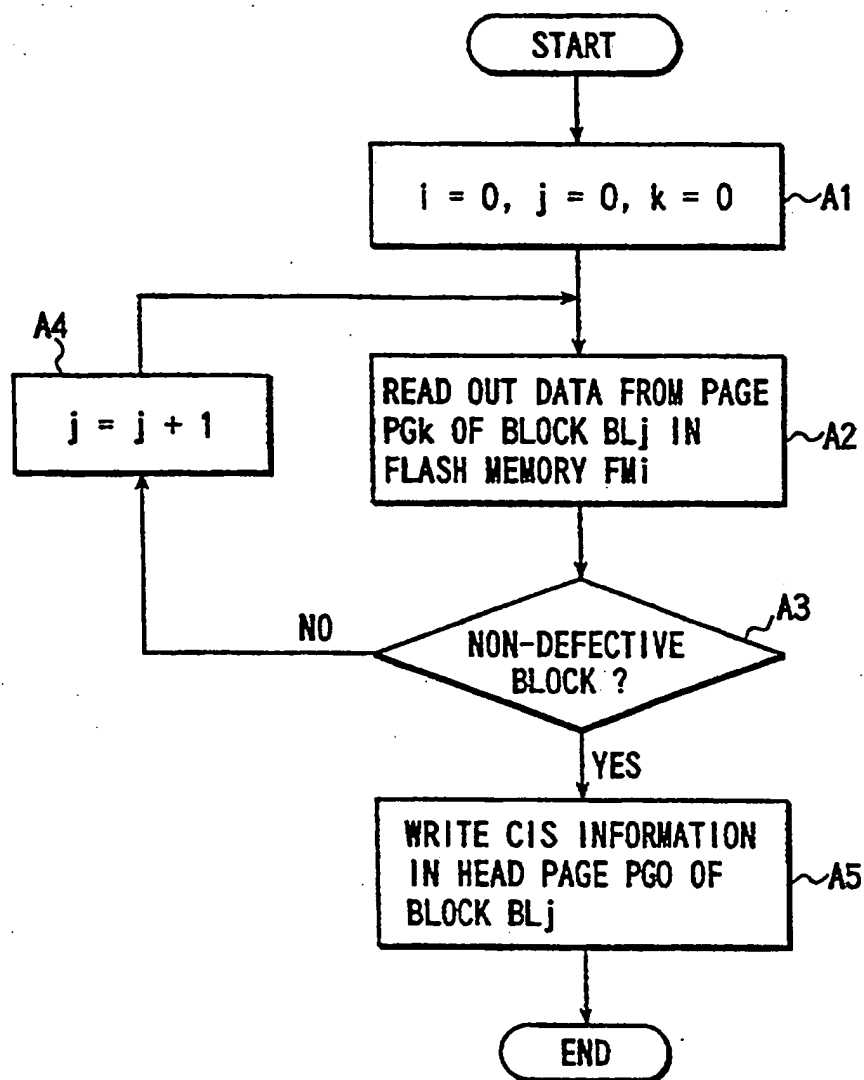 START
i = 0, j = 0, k = 0
A1
A4
j = j + 1
READ OUT DATA FROM PAGE
PGk OF BLOCK BLj IN
FLASH MEMORY FMi
A2
A3
NO
NON-DEFECTIVE
BLOCK ?
YES
WRITE CIS INFORMATION
IN HEAD PAGE PG0 OF
BLOCK BLj
A5
END